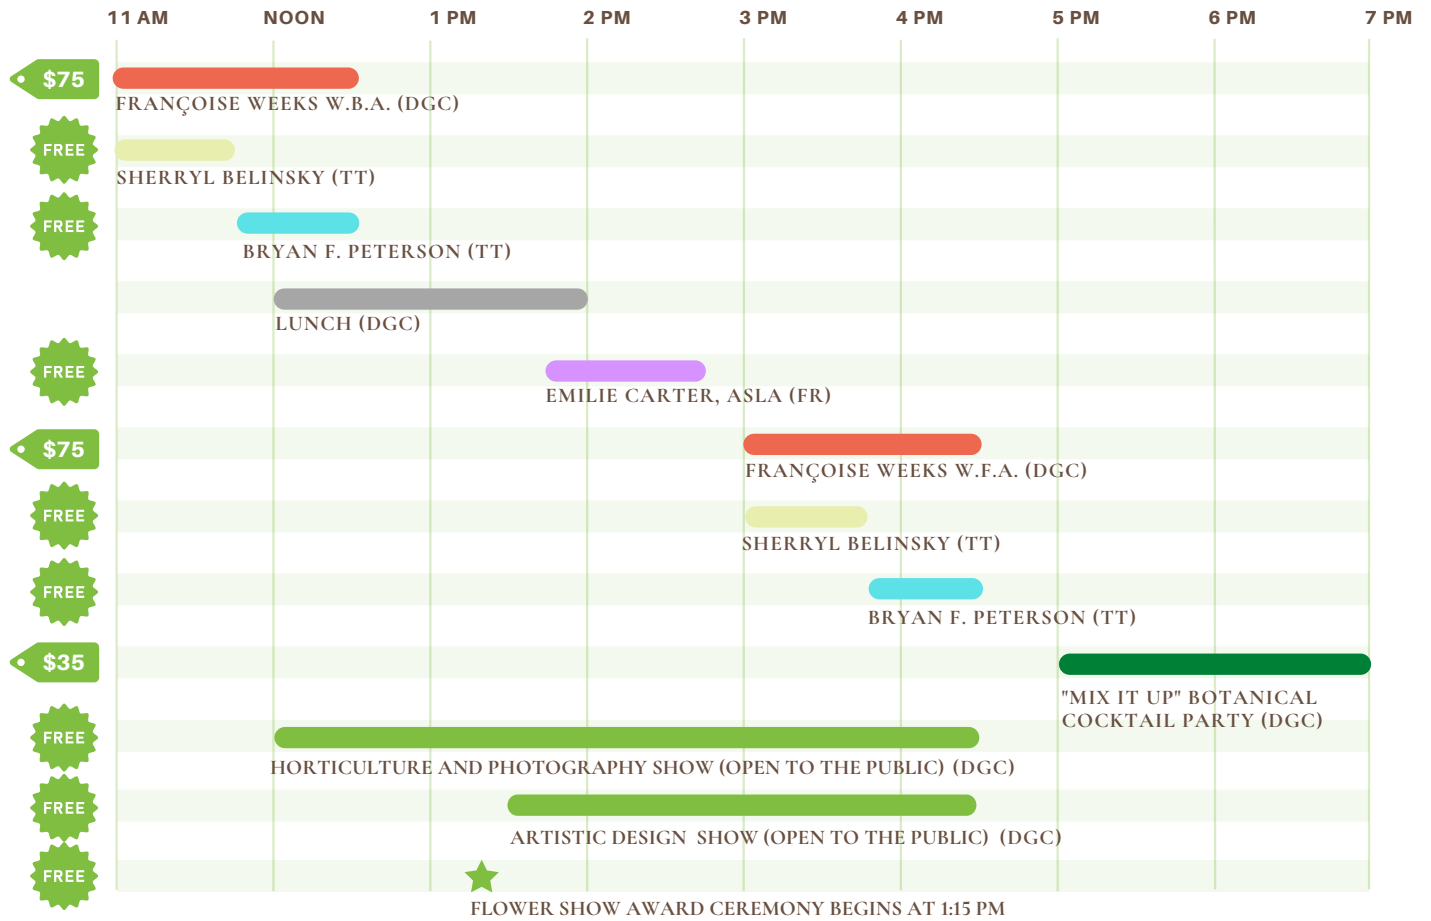 11 AM NOON 1 PM 2 PM 3 PM 4 PM 5 PM 6 PM 7 PM
$75
FRANÇOISE WEEKS W.B.A. (DGC)
FREE
SHERRYL BELINSKY (TT)
FREE
BRYAN F. PETERSON (TT)
LUNCH (DGC)
FREE
EMILIE CARTER, ASLA (FR)
$75
FRANÇOISE WEEKS W.F.A. (DGC)
FREE
SHERRYL BELINSKY (TT)
FREE
BRYAN F. PETERSON (TT)
$35
"MIX IT UP" BOTANICAL
COCKTAIL PARTY (DGC)
FREE
HORTICULTURE AND PHOTOGRAPHY SHOW (OPEN TO THE PUBLIC) (DGC)
FREE
ARTISTIC DESIGN SHOW (OPEN TO THE PUBLIC) (DGC)
FREE
FLOWER SHOW AWARD CEREMONY BEGINS AT 1:15 PM